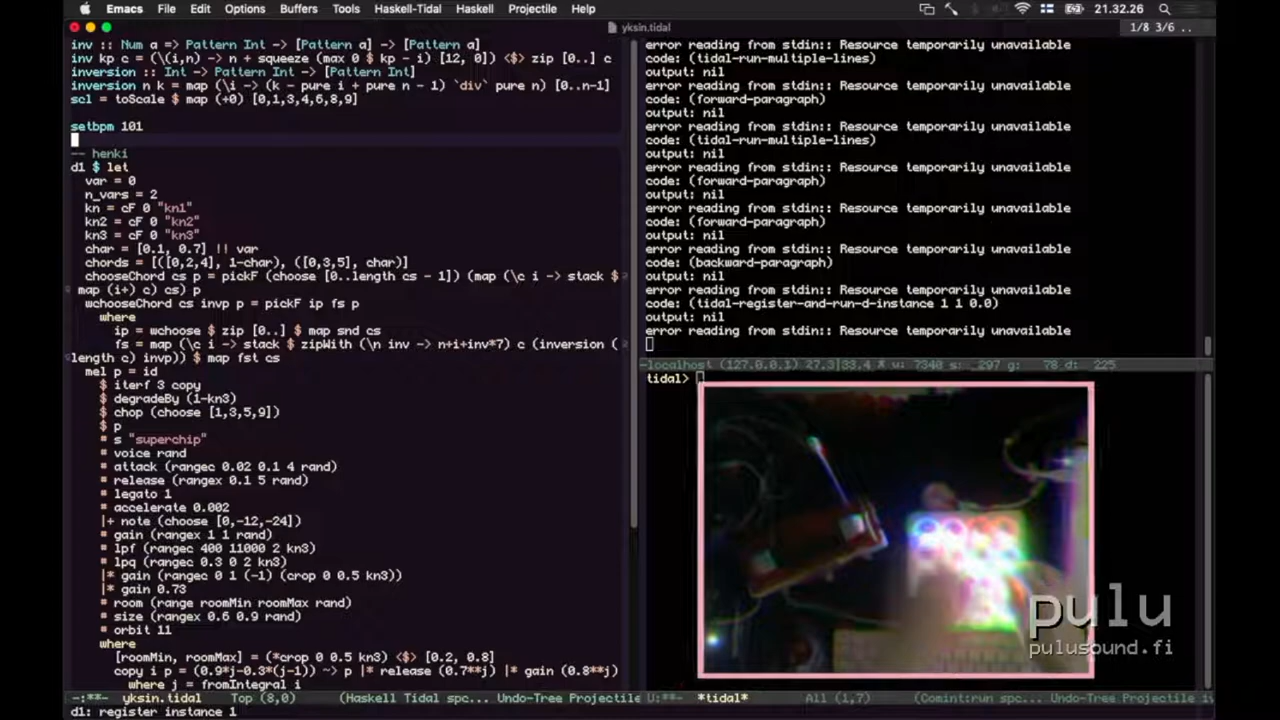 Emacs File Edit Options Buffers Tools Haskell-Tidal Haskell Projectile Help 21.32.26
yksin.tidal 1/8 3/6 ..
inv :: Num a => Pattern Int -> [Pattern a] -> [Pattern a]
inv kp c = (\(i,n) -> n + squeeze (max 0 $ kp - i) [12, 0]) <$> zip [0..] c
inversion :: Int -> Pattern Int -> [Pattern Int]
inversion n k = map (\i -> (k - pure i + pure n - 1) `div` pure n) [0..n-1]
scl = toScale $ map (+0) [0,1,3,4,5,8,9]
setbpm 101
-- henki
d1 $ let
var = 0
n_vars = 2
kn = cF 0 "kn1"
kn2 = cF 0 "kn2"
kn3 = cF 0 "kn3"
char = [0.1, 0.7] !! var
chords = [([0,2,4], 1-char), ([0,3,5], char)]
chooseChord cs p = pickF (choose [0..length cs - 1]) (map (\c i -> stack $
map (i+) c) cs) p
wchooseChord cs invp p = pickF ip fs p
where
ip = wchoose $ zip [0..] $ map snd cs
fs = map (\c i -> stack $ zipWith (\n inv -> n+i+inv*7) c (inversion (
length c) invp)) $ map fst cs
mel p = id
$ iterf 3 copy
$ degradeBy (1-kn3)
$ chop (choose [1,3,5,9])
$ p
# s "superchip"
# voice rand
# attack (rangec 0.02 0.1 4 rand)
# release (rangex 0.1 5 rand)
# legato 1
# accelerate 0.002
|+ note (choose [0,-12,-24])
# gain (rangex 1 1 rand)
# lpf (rangec 400 11000 2 kn3)
# lpq (rangec 0.3 0 2 kn3)
|* gain (rangec 0 1 (-1) (crop 0 0.5 kn3))
|* gain 0.73
# room (range roomMin roomMax rand)
# size (range 0.6 0.9 rand)
# orbit 11
where
[roomMin, roomMax] = (*crop 0 0.5 kn3) <$> [0.2, 0.8]
copy i p = (0.9*j-0.3*(j-1)) ~> p |* release (0.7**j) |* gain (0.8**j)
where j = fromIntegral i
-:**- yksin.tidal Top (8,0) (Haskell Tidal spc... Undo-Tree Projectile
d1: register instance 1
error reading from stdin:: Resource temporarily unavailable
code: (tidal-run-multiple-lines)
output: nil
error reading from stdin:: Resource temporarily unavailable
code: (forward-paragraph)
output: nil
error reading from stdin:: Resource temporarily unavailable
code: (tidal-run-multiple-lines)
output: nil
error reading from stdin:: Resource temporarily unavailable
code: (forward-paragraph)
output: nil
error reading from stdin:: Resource temporarily unavailable
code: (forward-paragraph)
output: nil
error reading from stdin:: Resource temporarily unavailable
code: (backward-paragraph)
output: nil
error reading from stdin:: Resource temporarily unavailable
code: (tidal-register-and-run-d-instance 1 1 0.0)
output: nil
error reading from stdin:: Resource temporarily unavailable
-localhost (127.0.0.1) 27.3|33.4 % u: 7340 s: 297 g: 78 d: 225
tidal>
pulu
pulusound.fi
U:**- *tidal* All (1,7) (Comint:run spc... Undo-Tree Projectile